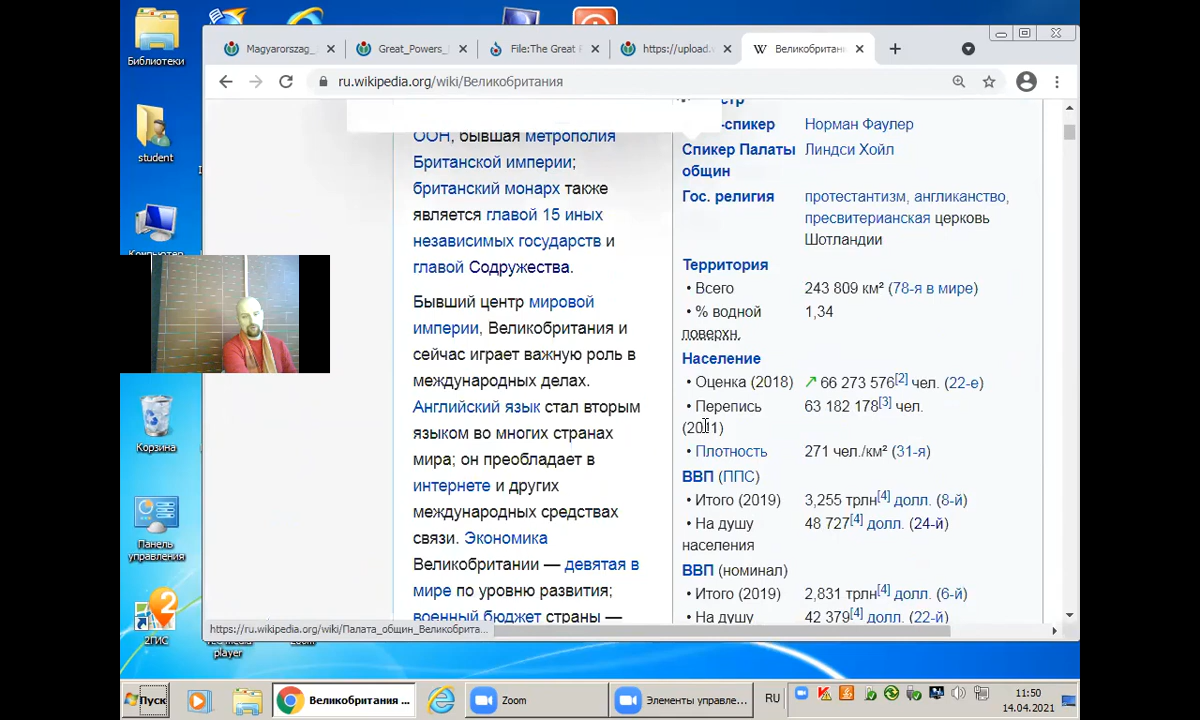 Библиотеки
student
Компьютер
Корзина
Панель
управления
2ГИС
player
Magyarorszag_
Great_Powers_
File:The Great
https://upload.
W Великобритан
ru.wikipedia.org/wiki/Великобритания
ООН, бывшая метрополия
Британской империи;
британский монарх также
является главой 15 иных
независимых государств и
главой Содружества.
Бывший центр мировой
империи, Великобритания и
сейчас играет важную роль в
международных делах.
Английский язык стал вторым
языком во многих странах
мира; он преобладает в
интернете и других
международных средствах
связи. Экономика
Великобритании — девятая в
мире по уровню развития;
военный бюджет страны —
-спикер Норман Фаулер
Спикер Палаты Линдси Хойл
общин
Гос. религия протестантизм, англиканство,
пресвитерианская церковь
Шотландии
Территория
• Всего 243 809 км² (78-я в мире)
• % водной 1,34
поверхн.
Население
• Оценка (2018) 66 273 576[2] чел. (22-е)
• Перепись 63 182 178[3] чел.
(2011)
• Плотность 271 чел./км² (31-я)
ВВП (ППС)
• Итого (2019) 3,255 трлн[4] долл. (8-й)
• На душу 48 727[4] долл. (24-й)
населения
ВВП (номинал)
• Итого (2019) 2,831 трлн[4] долл. (6-й)
• На душу 42 379[4] долл. (22-й)
https://ru.wikipedia.org/wiki/Палата_общин_Великобрита...
Пуск
Великобритания ...
Zoom
Элементы управле...
RU
11:50
14.04.2021